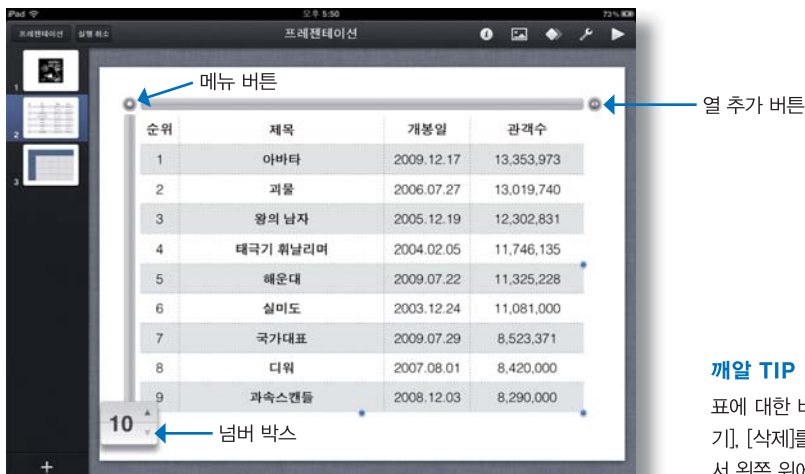 iPad 오후 5:50 73%
프레젠테이션 실행 취소 프레젠테이션
메뉴 버튼
열 추가 버튼
순위 제목 개봉일 관객수
1 아바타 2009.12.17 13,353,973
2 괴물 2006.07.27 13,019,740
3 왕의 남자 2005.12.19 12,302,831
4 태극기 휘날리며 2004.02.05 11,746,135
5 해운대 2009.07.22 11,325,228
6 실미도 2003.12.24 11,081,000
7 국가대표 2009.07.29 8,523,371
8 디워 2007.08.01 8,420,000
9 과속스캔들 2008.12.03 8,290,000
10
넘버 박스
1
2
3
깨알 TIP
표에 대한
기], [삭제]를
서 왼쪽 위